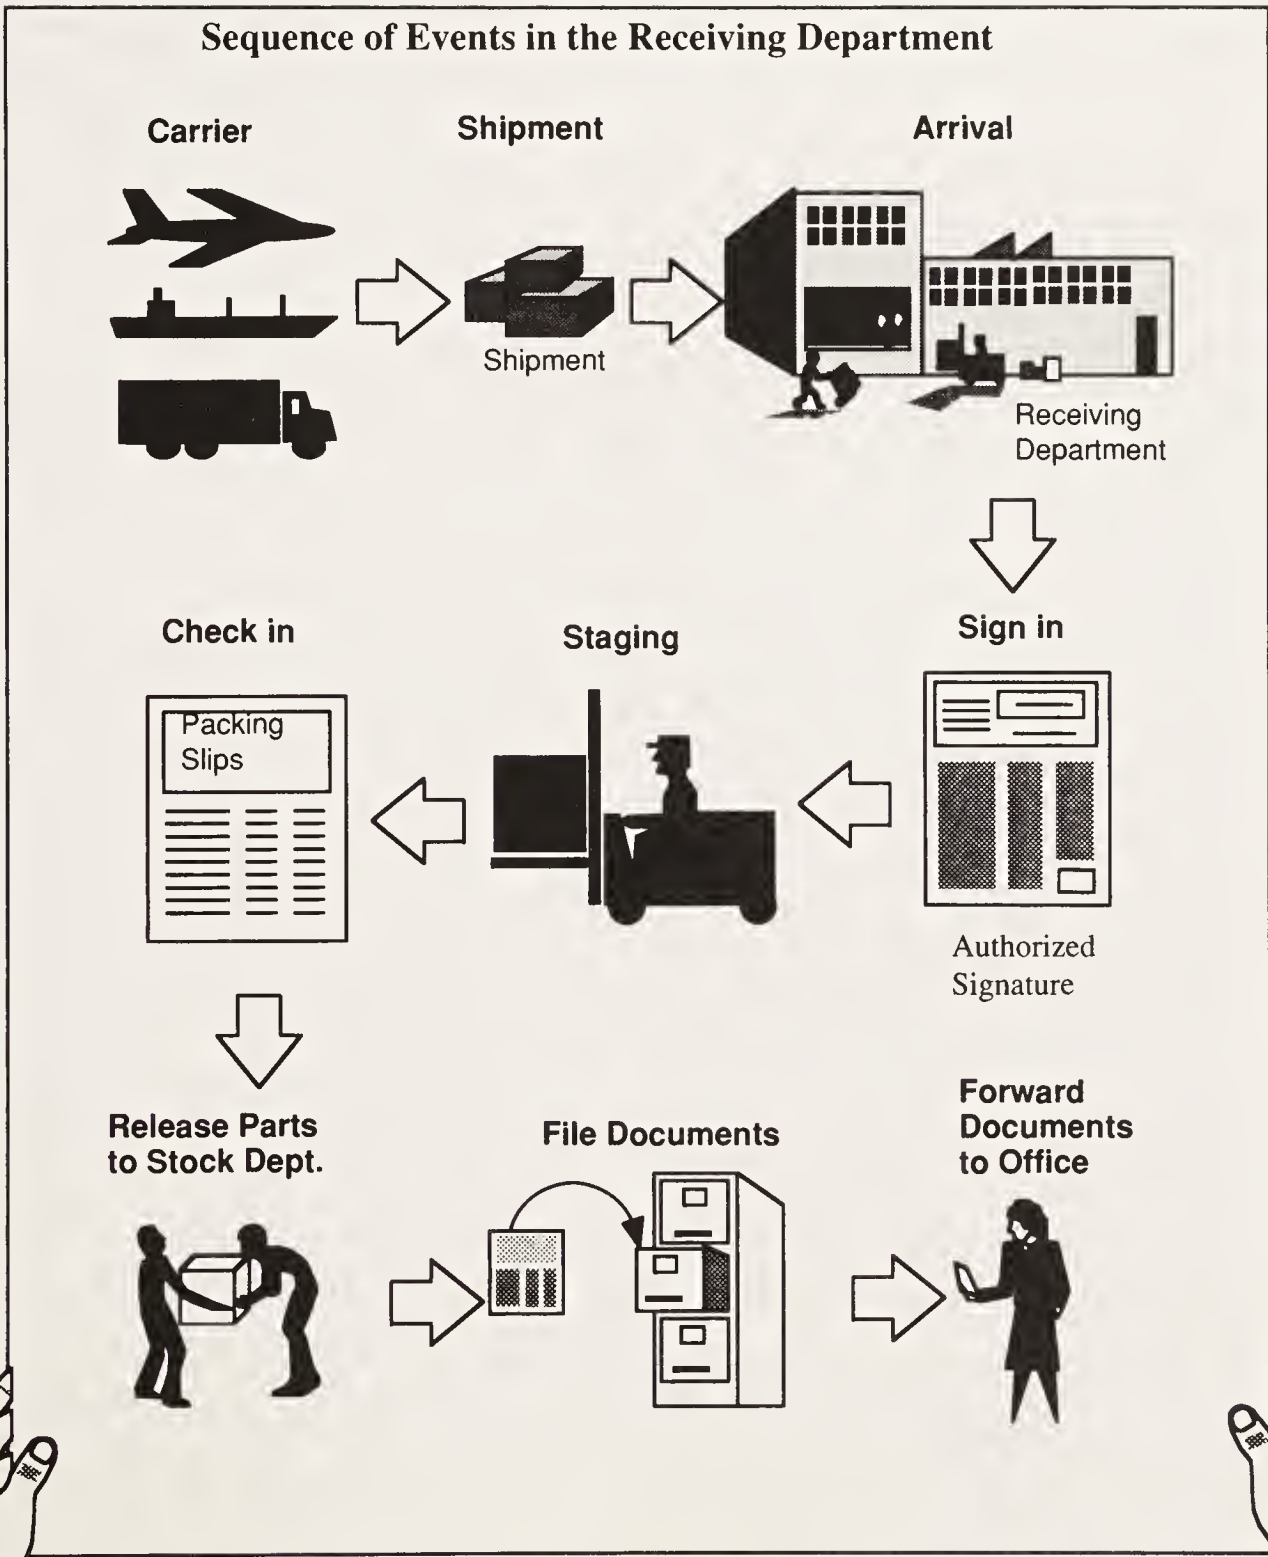 Sequence of Events in the Receiving Department
Carrier
Shipment
Arrival
Shipment
Receiving
Department
Sign in
Staging
Check in
Packing
Slips
Authorized
Signature
Release Parts
to Stock Dept.
File Documents
Forward
Documents
to Office